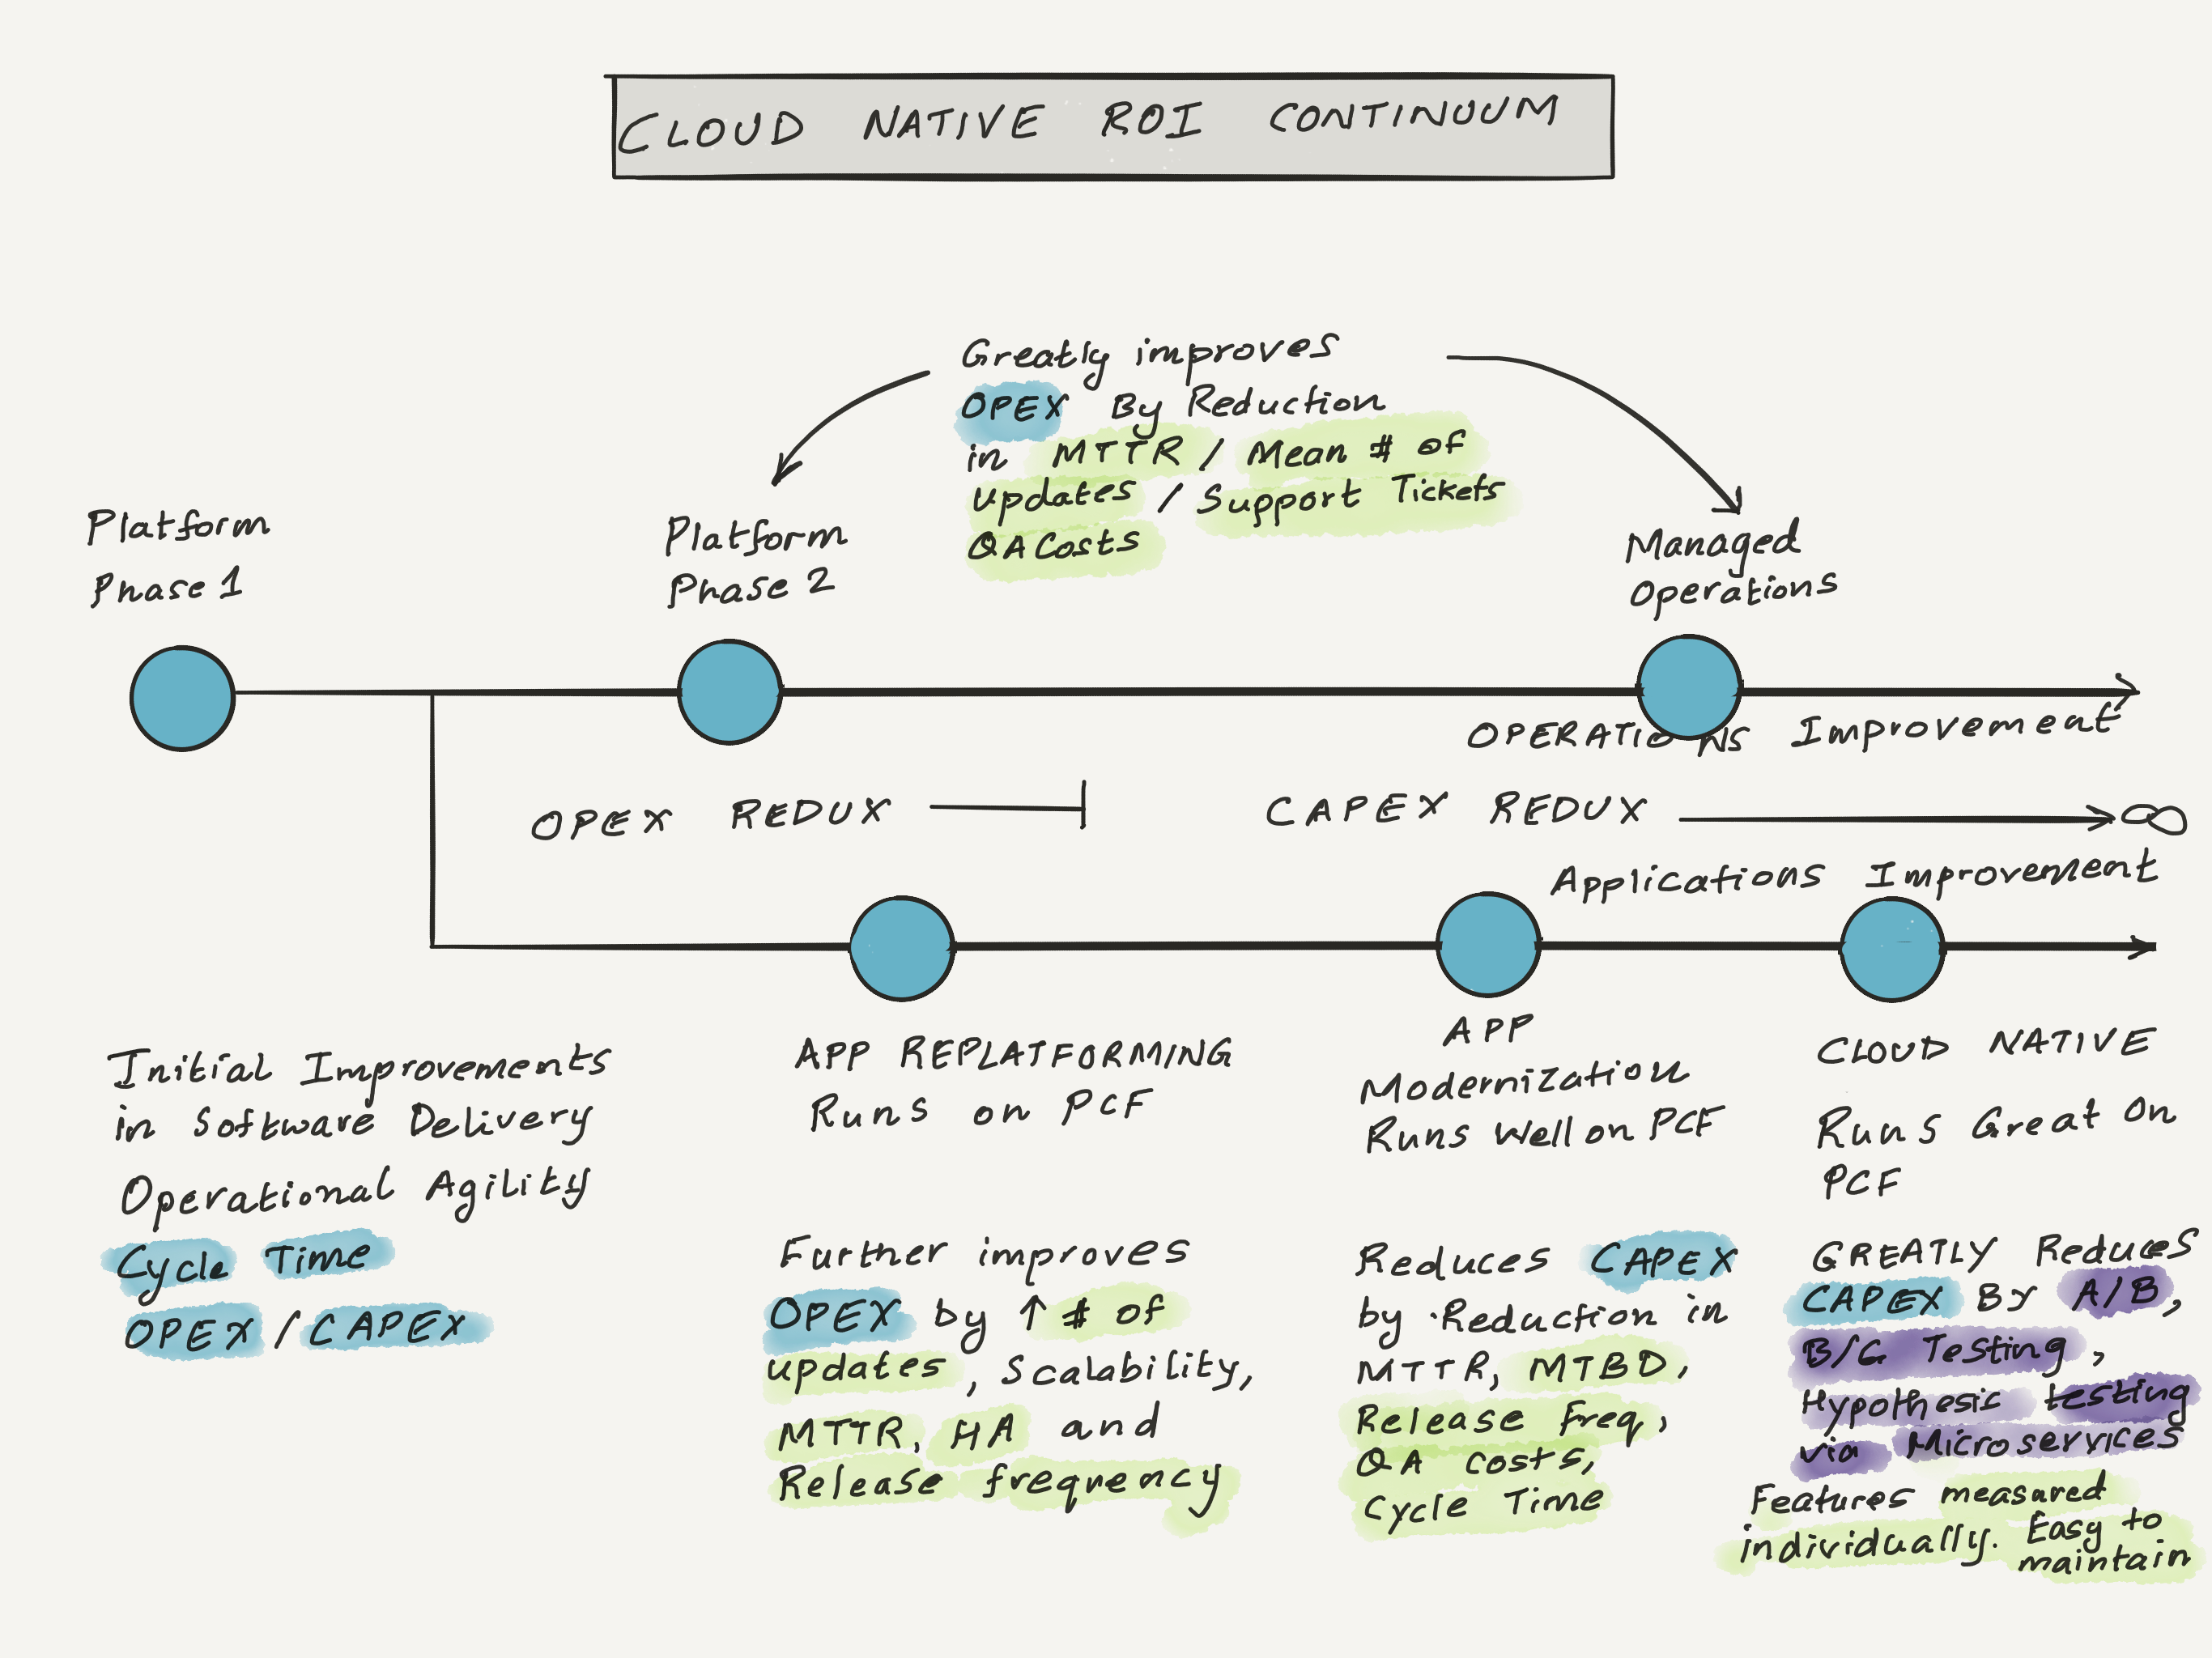 CLOUD NATIVE ROI CONTINUUM
Greatly improves
OPEX By Reduction
in MTTR / Mean # of
updates / Support Tickets
QA Costs
Platform
Phase 1
Platform
Phase 2
Managed
Operations
OPERATIONS Improvement
OPEX REDUX
CAPEX REDUX ∞
Applications Improvement
Initial Improvements
in Software Delivery
Operational Agility
Cycle Time
OPEX / CAPEX
APP REPLATFORMING
Runs on PCF
Further improves
OPEX by ↑ # of
updates, Scalability,
MTTR, HA and
Release frequency
APP
Modernization
Runs Well on PCF
Reduces CAPEX
by Reduction in
MTTR, MTBD,
Release Freq,
QA costs,
Cycle Time
CLOUD NATIVE
Runs Great On
PCF
GREATLY Reduces
CAPEX By A/B,
B/G Testing,
Hypothesis testing
via Microservices
Features measured
individually. Easy to
maintain